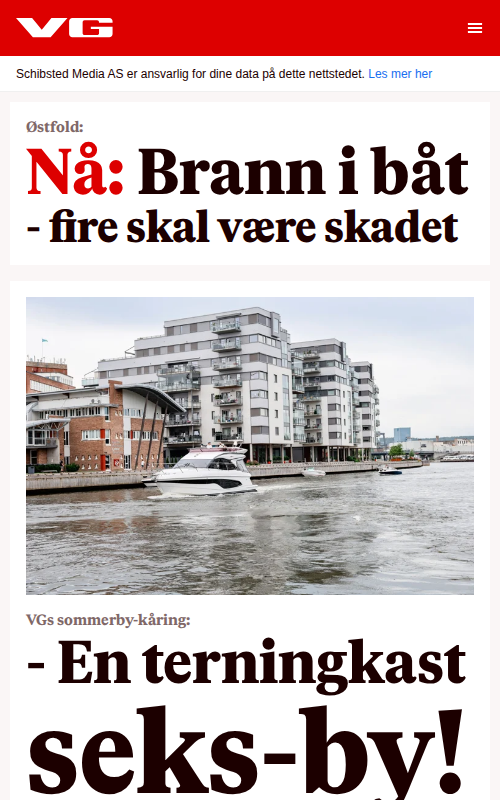 VG
Schibsted Media AS er ansvarlig for dine data på dette nettstedet. Les mer her
Østfold:
Nå: Brann i båt
- fire skal være skadet
VGs sommerby-kåring:
- En terningkast
seks-by!